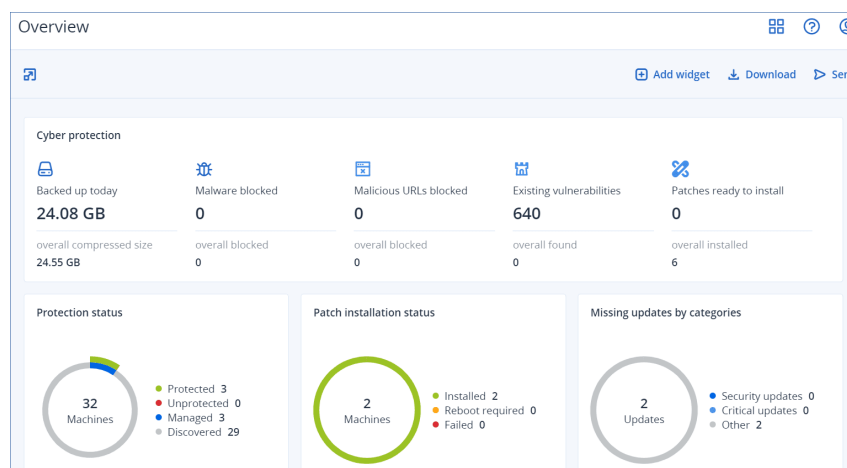 Overview
Add widget
Download
Cyber protection
Backed up today
Malware blocked
Malicious URLs blocked
Existing vulnerabilities
Patches ready to install
24.08 GB
0
0
640
0
overall compressed size
overall blocked
overall blocked
overall found
overall installed
24.55 GB
0
0
0
6
Protection status
Patch installation status
Missing updates by categories
32
Machines
Protected 3
Unprotected 0
Managed 3
Discovered 29
2
Machines
Installed 2
Reboot required 0
Failed 0
2
Updates
Security updates 0
Critical updates 0
Other 2